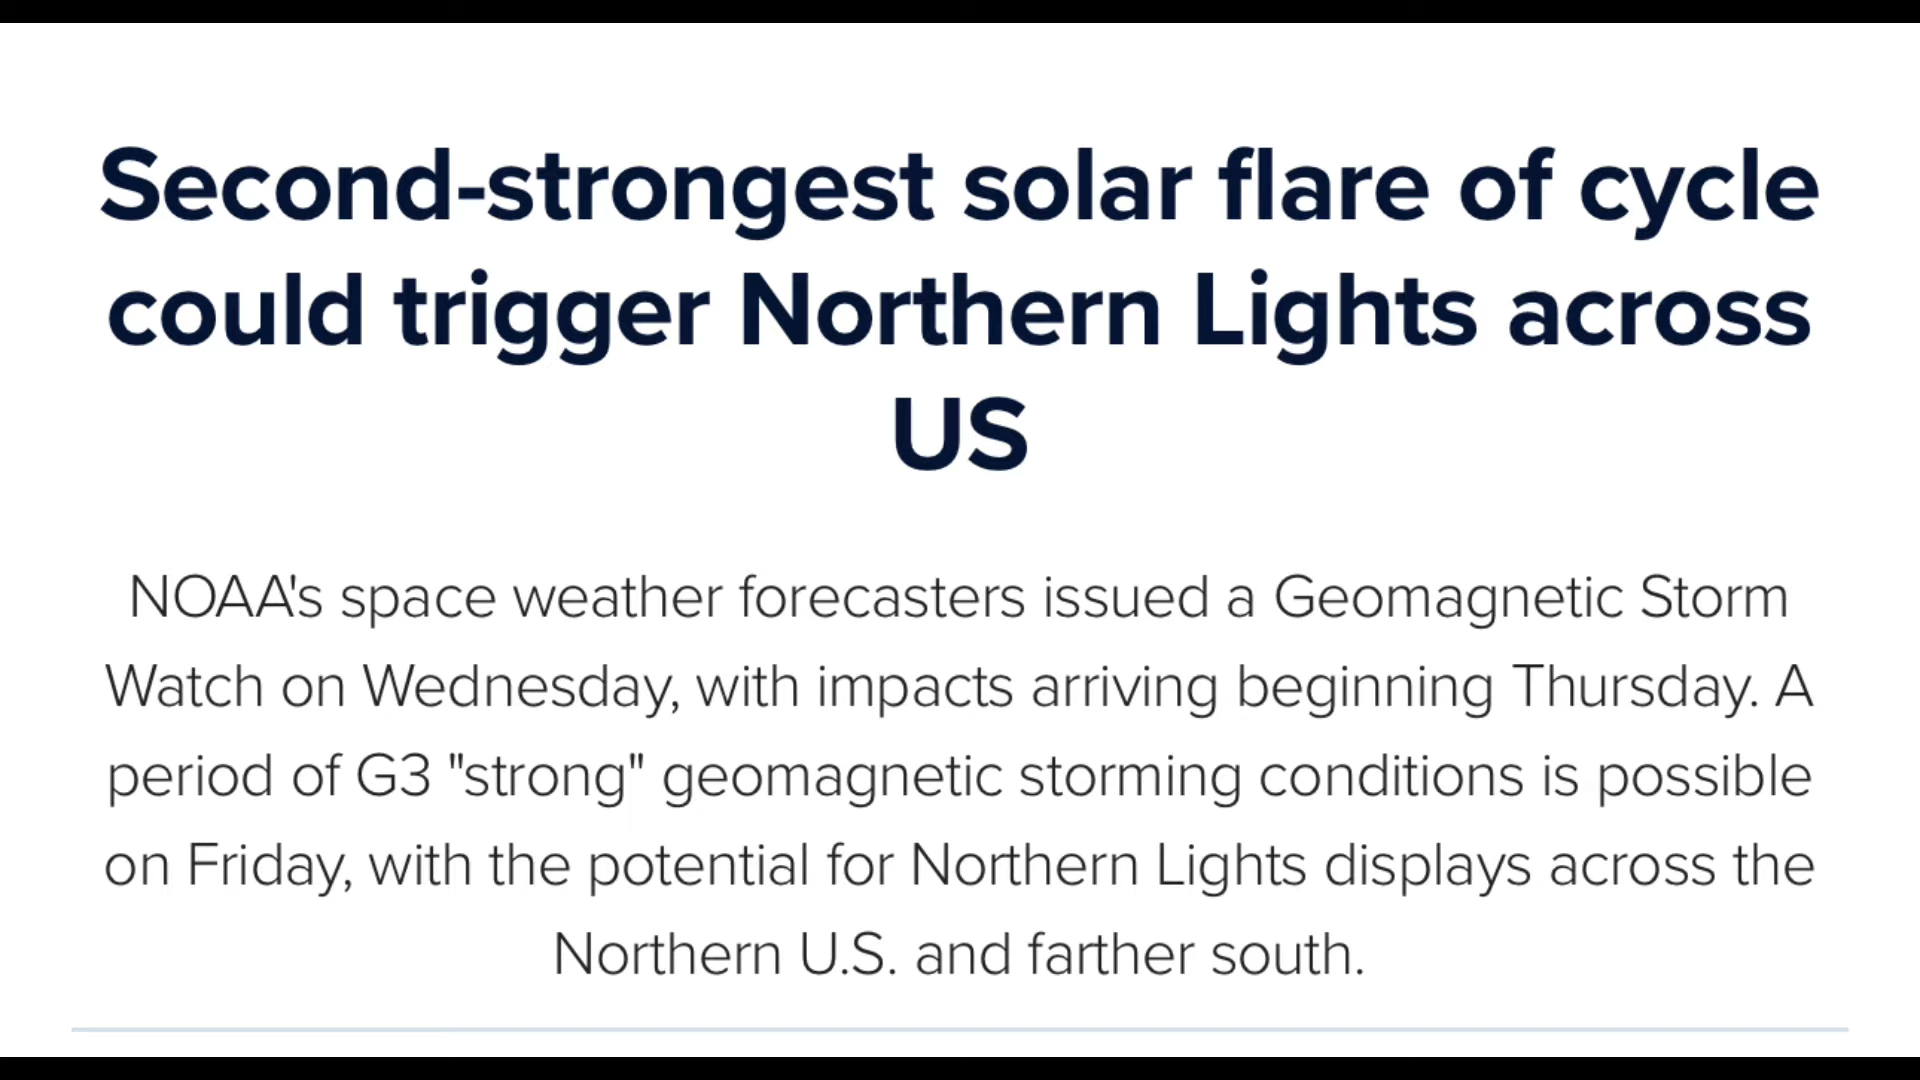 Second-strongest solar flare of cycle
could trigger Northern Lights across
US
NOAA's space weather forecasters issued a Geomagnetic Storm
Watch on Wednesday, with impacts arriving beginning Thursday. A
period of G3 "strong" geomagnetic storming conditions is possible
on Friday, with the potential for Northern Lights displays across the
Northern U.S. and farther south.